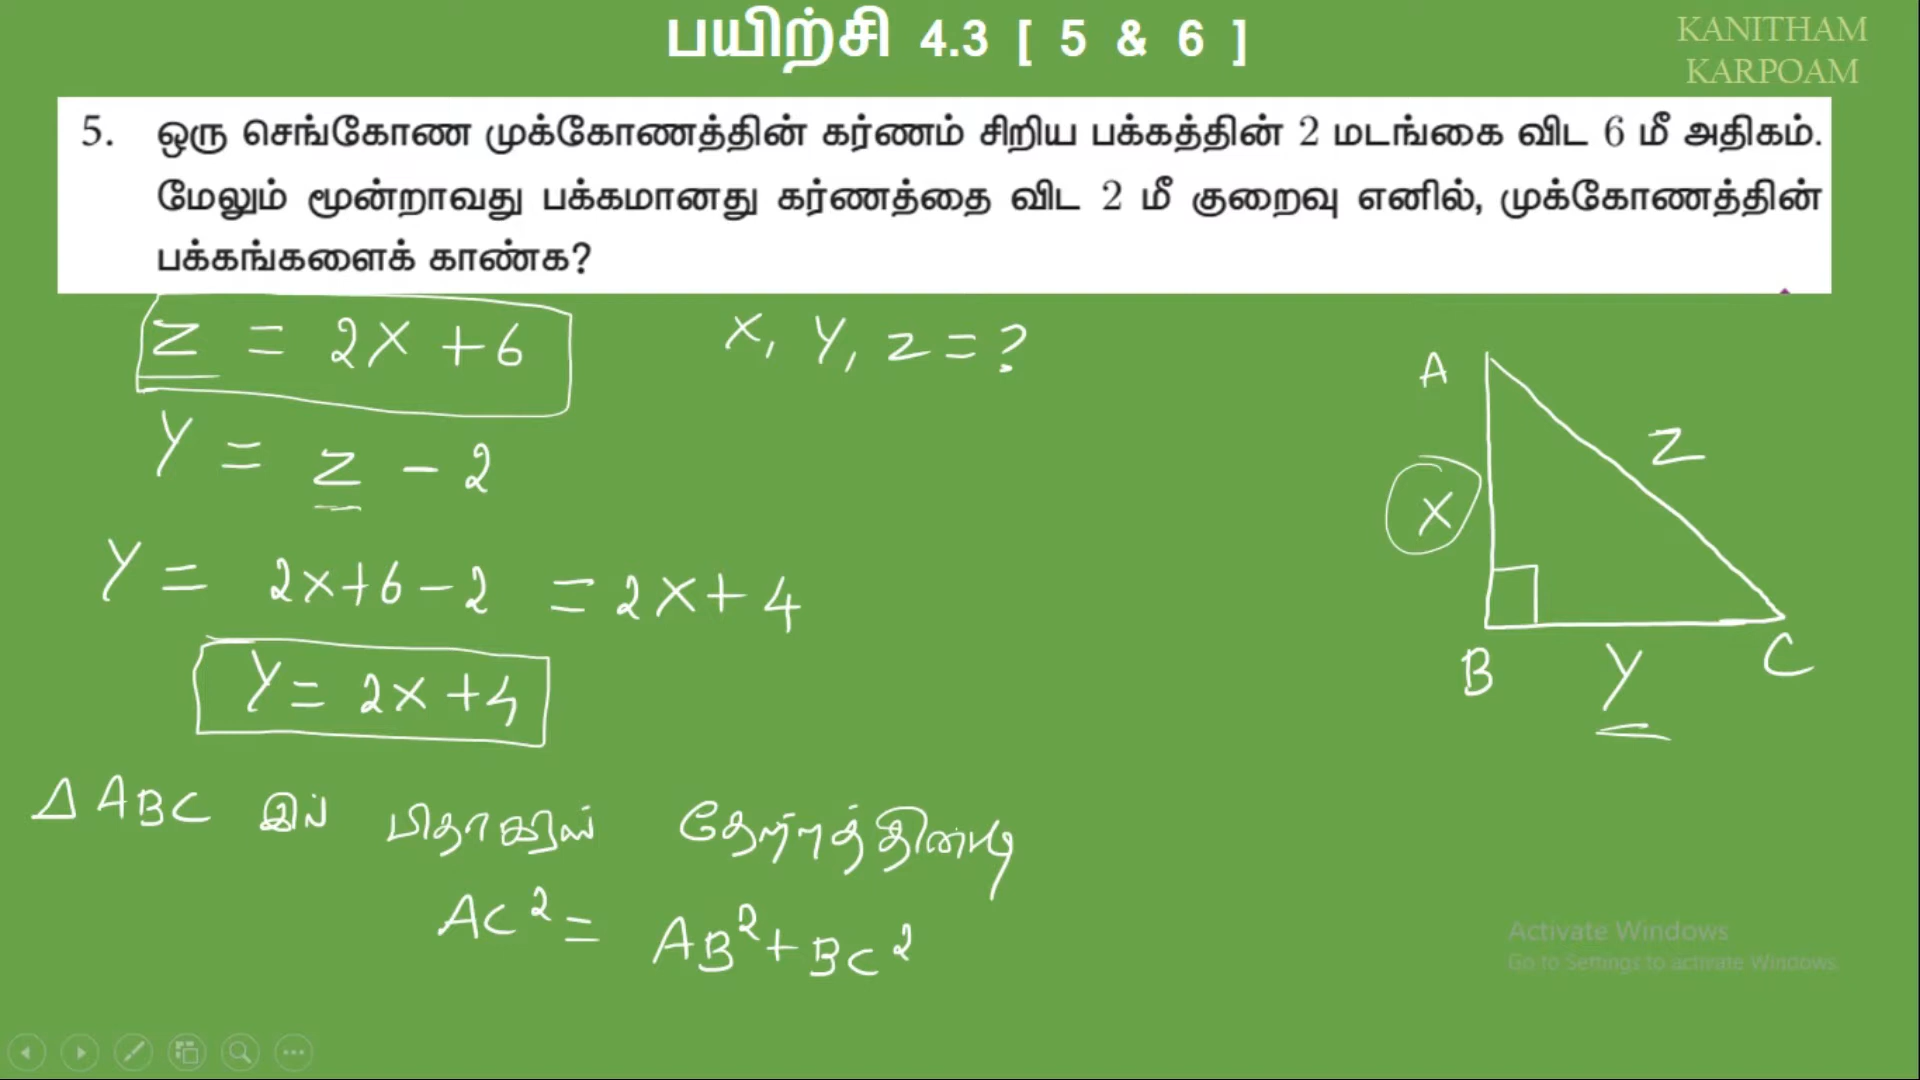 பயிற்சி 4.3 [ 5 & 6 ]
KANITHAM
KARPOAM
5. ஒரு செங்கோண முக்கோணத்தின் கர்ணம் சிறிய பக்கத்தின் 2 மடங்கை விட 6 மீ அதிகம்.
மேலும் மூன்றாவது பக்கமானது கர்ணத்தை விட 2 மீ குறைவு எனில், முக்கோணத்தின்
பக்கங்களைக் காண்க?
z = 2x + 6
x, y, z = ?
y = z - 2
y = 2x+6-2 = 2x+4
y = 2x+4
A
x
z
B
y
C
Δ ABC இல் பிதாகரஸ் தேற்றத்தின்படி
AC² = AB² + BC²
Activate Windows
Go to Settings to activate Windows.